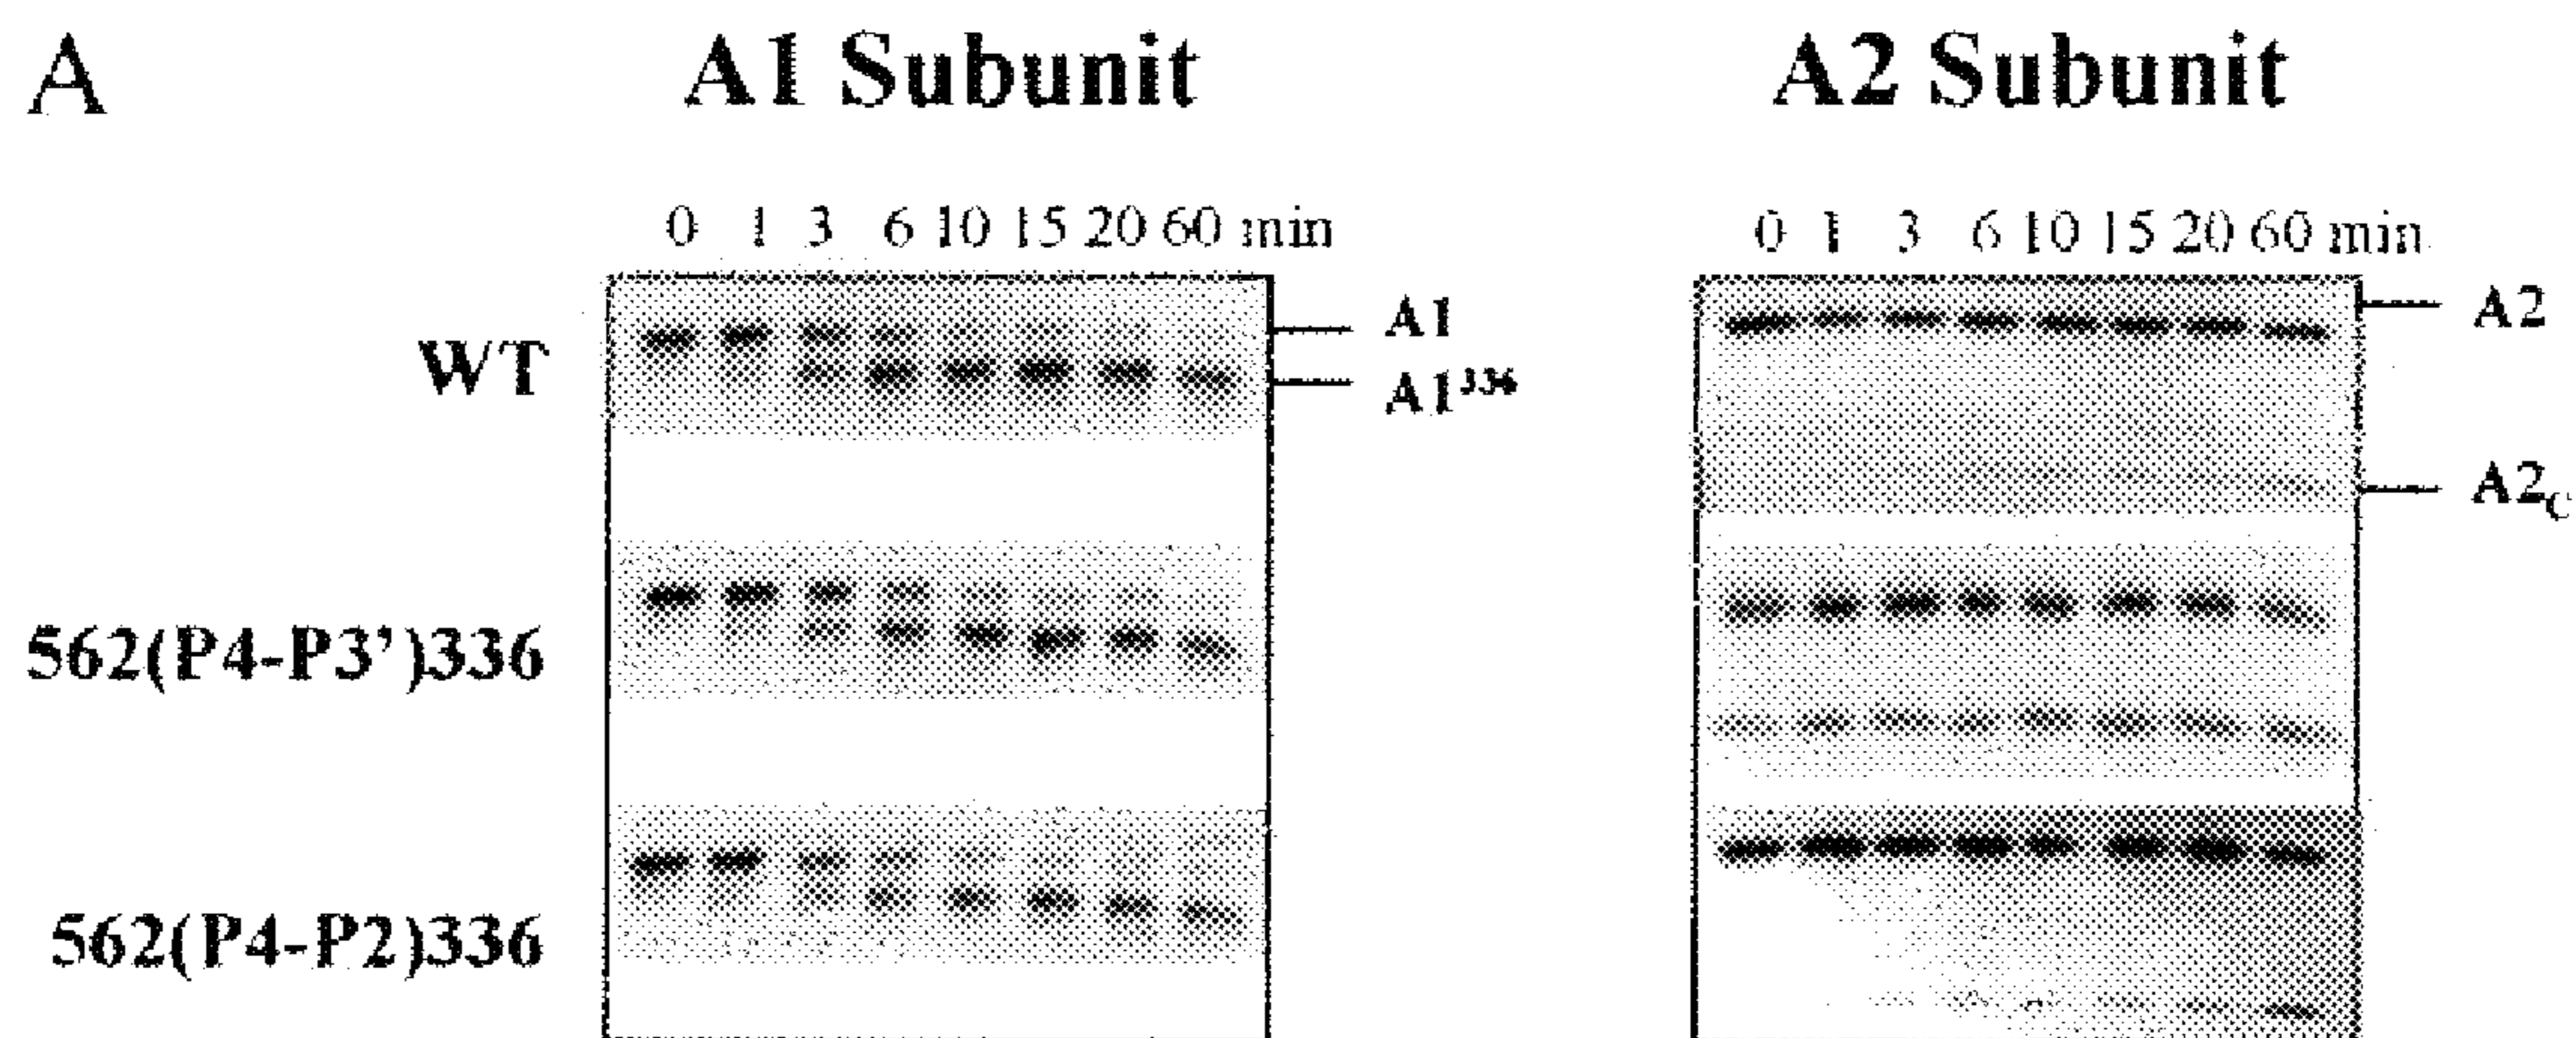 A
A1 Subunit
A2 Subunit
0 1 3 6 10 15 20 60 min
0 1 3 6 10 15 20 60 min
A1
A1³³⁶
A2
A2C
WT
562(P4-P3')336
562(P4-P2)336